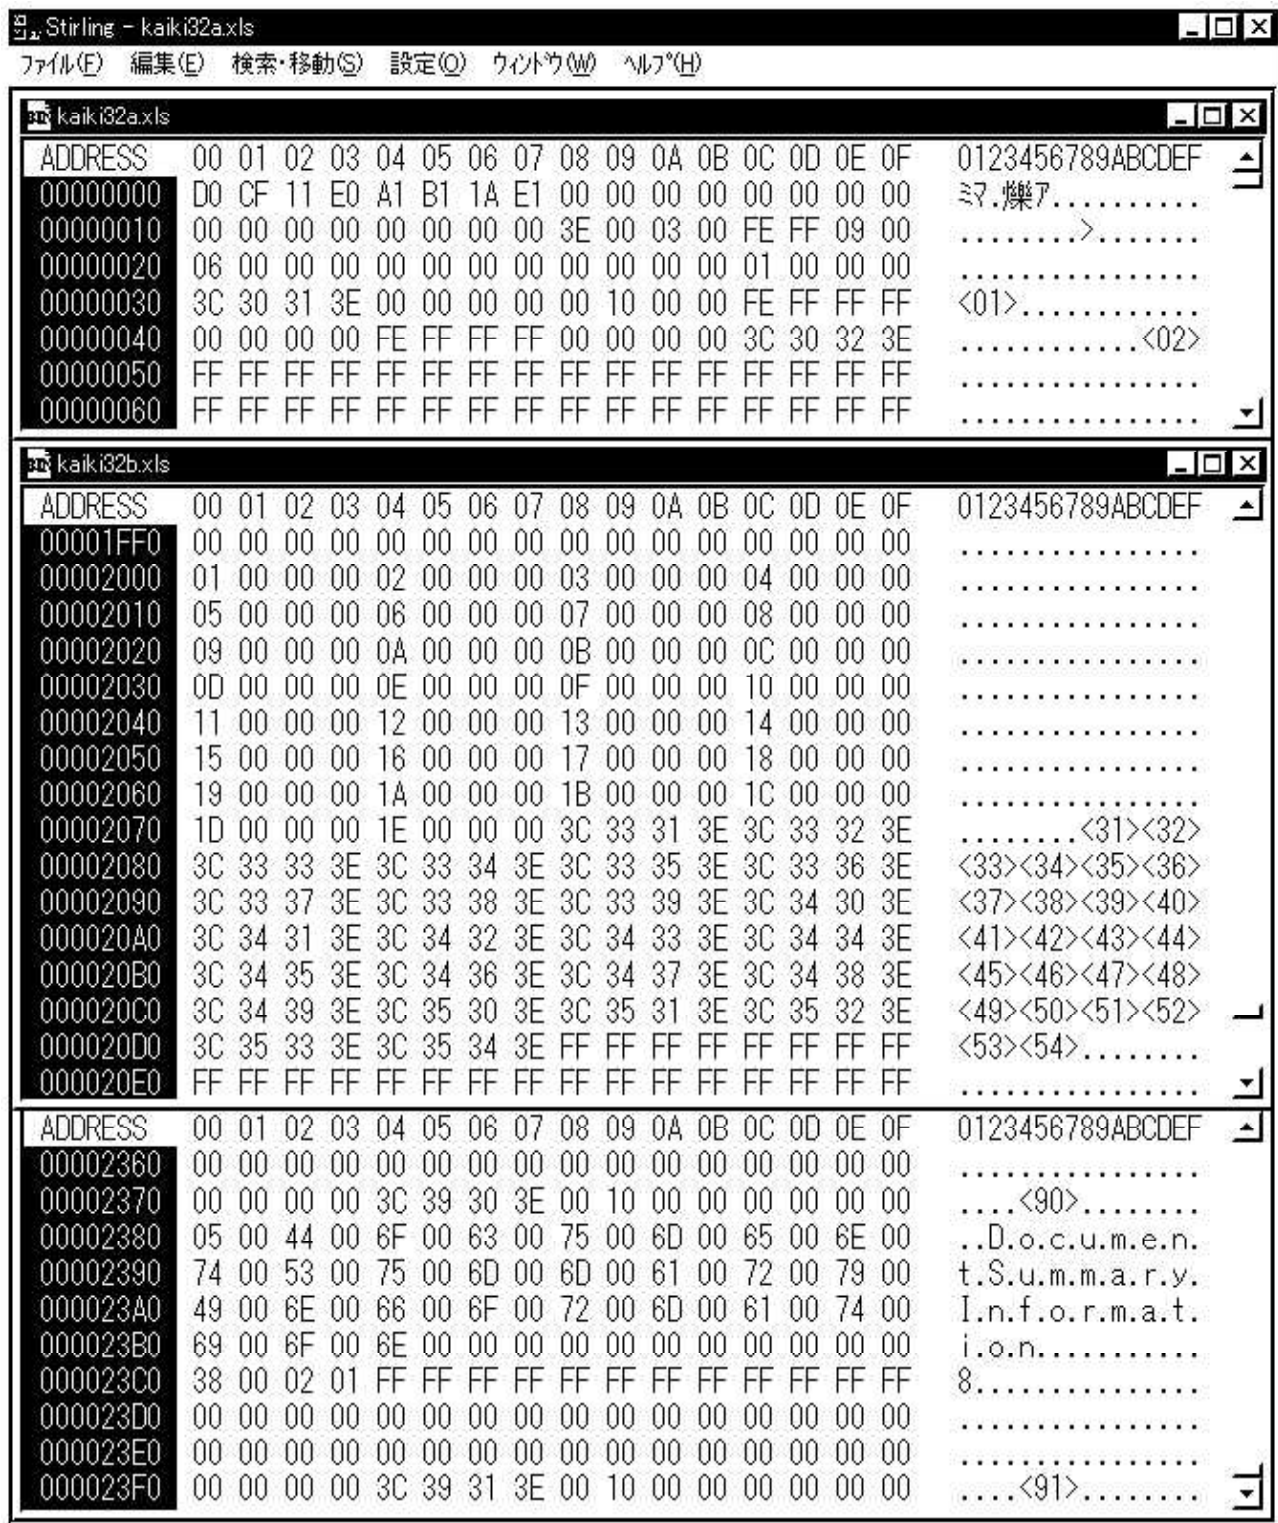 Stirling - kaiki32a.xls
ファイル(F) 編集(E) 検索・移動(S) 設定(O) ウィンドウ(W) ヘルプ(H)
kaiki32a.xls
ADDRESS 00 01 02 03 04 05 06 07 08 09 0A 0B 0C 0D 0E 0F 0123456789ABCDEF
00000000 D0 CF 11 E0 A1 B1 1A E1 00 00 00 00 00 00 00 00 ミマ.爍ア..........
00000010 00 00 00 00 00 00 00 00 3E 00 03 00 FE FF 09 00 ........>.......
00000020 06 00 00 00 00 00 00 00 00 00 00 00 01 00 00 00 ................
00000030 3C 30 31 3E 00 00 00 00 00 10 00 00 FE FF FF FF <01>............
00000040 00 00 00 00 FE FF FF FF 00 00 00 00 3C 30 32 3E ............<02>
00000050 FF FF FF FF FF FF FF FF FF FF FF FF FF FF FF FF ................
00000060 FF FF FF FF FF FF FF FF FF FF FF FF FF FF FF FF ................
kaiki32b.xls
ADDRESS 00 01 02 03 04 05 06 07 08 09 0A 0B 0C 0D 0E 0F 0123456789ABCDEF
00001FF0 00 00 00 00 00 00 00 00 00 00 00 00 00 00 00 00 ................
00002000 01 00 00 00 02 00 00 00 03 00 00 00 04 00 00 00 ................
00002010 05 00 00 00 06 00 00 00 07 00 00 00 08 00 00 00 ................
00002020 09 00 00 00 0A 00 00 00 0B 00 00 00 0C 00 00 00 ................
00002030 0D 00 00 00 0E 00 00 00 0F 00 00 00 10 00 00 00 ................
00002040 11 00 00 00 12 00 00 00 13 00 00 00 14 00 00 00 ................
00002050 15 00 00 00 16 00 00 00 17 00 00 00 18 00 00 00 ................
00002060 19 00 00 00 1A 00 00 00 1B 00 00 00 1C 00 00 00 ................
00002070 1D 00 00 00 1E 00 00 00 3C 33 31 3E 3C 33 32 3E ........<31><32>
00002080 3C 33 33 3E 3C 33 34 3E 3C 33 35 3E 3C 33 36 3E <33><34><35><36>
00002090 3C 33 37 3E 3C 33 38 3E 3C 33 39 3E 3C 34 30 3E <37><38><39><40>
000020A0 3C 34 31 3E 3C 34 32 3E 3C 34 33 3E 3C 34 34 3E <41><42><43><44>
000020B0 3C 34 35 3E 3C 34 36 3E 3C 34 37 3E 3C 34 38 3E <45><46><47><48>
000020C0 3C 34 39 3E 3C 35 30 3E 3C 35 31 3E 3C 35 32 3E <49><50><51><52>
000020D0 3C 35 33 3E 3C 35 34 3E FF FF FF FF FF FF FF FF <53><54>........
000020E0 FF FF FF FF FF FF FF FF FF FF FF FF FF FF FF FF ................
ADDRESS 00 01 02 03 04 05 06 07 08 09 0A 0B 0C 0D 0E 0F 0123456789ABCDEF
00002360 00 00 00 00 00 00 00 00 00 00 00 00 00 00 00 00 ................
00002370 00 00 00 00 3C 39 30 3E 00 10 00 00 00 00 00 00 ....<90>........
00002380 05 00 44 00 6F 00 63 00 75 00 6D 00 65 00 6E 00 ..D.o.c.u.m.e.n.
00002390 74 00 53 00 75 00 6D 00 6D 00 61 00 72 00 79 00 t.S.u.m.m.a.r.y.
000023A0 49 00 6E 00 66 00 6F 00 72 00 6D 00 61 00 74 00 I.n.f.o.r.m.a.t.
000023B0 69 00 6F 00 6E 00 00 00 00 00 00 00 00 00 00 00 i.o.n...........
000023C0 38 00 02 01 FF FF FF FF FF FF FF FF FF FF FF FF 8...............
000023D0 00 00 00 00 00 00 00 00 00 00 00 00 00 00 00 00 ................
000023E0 00 00 00 00 00 00 00 00 00 00 00 00 00 00 00 00 ................
000023F0 00 00 00 00 3C 39 31 3E 00 10 00 00 00 00 00 00 ....<91>........